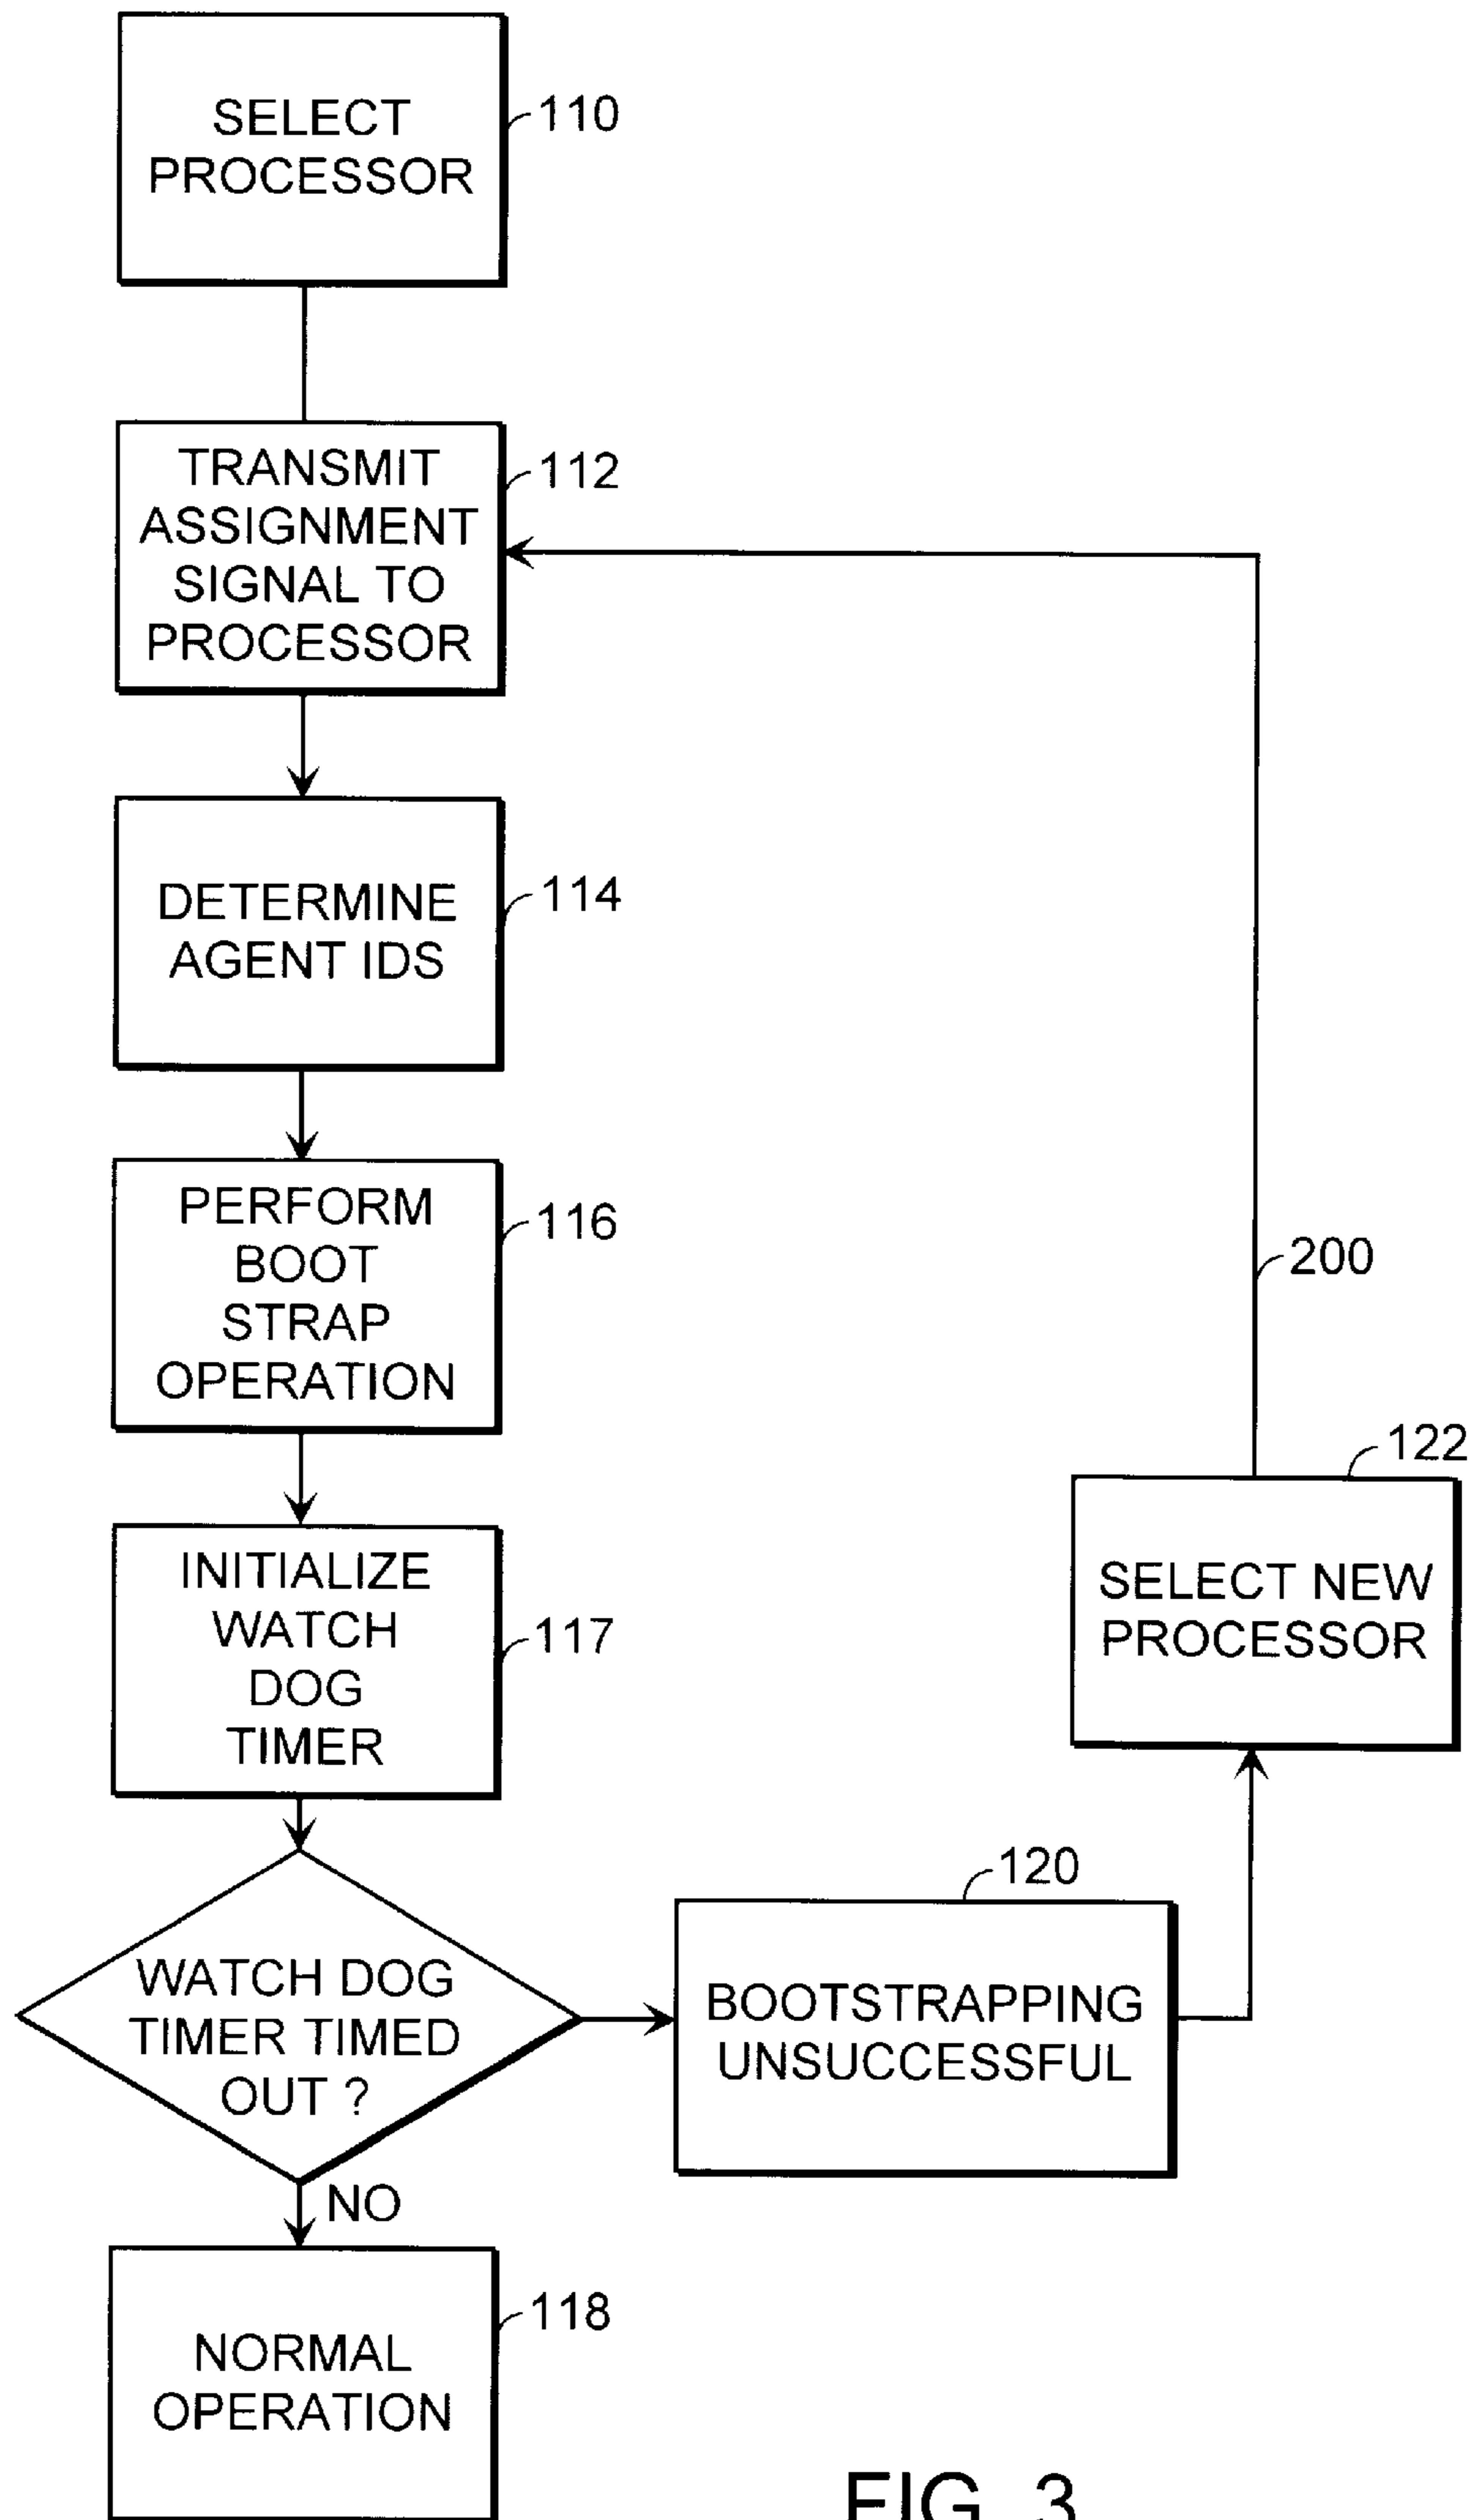 SELECT
PROCESSOR
110
TRANSMIT
ASSIGNMENT
SIGNAL TO
PROCESSOR
112
DETERMINE
AGENT IDS
114
PERFORM
BOOT
STRAP
OPERATION
116
200
122
SELECT NEW
PROCESSOR
INITIALIZE
WATCH
DOG
TIMER
117
WATCH DOG
TIMER TIMED
OUT ?
120
BOOTSTRAPPING
UNSUCCESSFUL
NO
NORMAL
OPERATION
118
FIG. 3